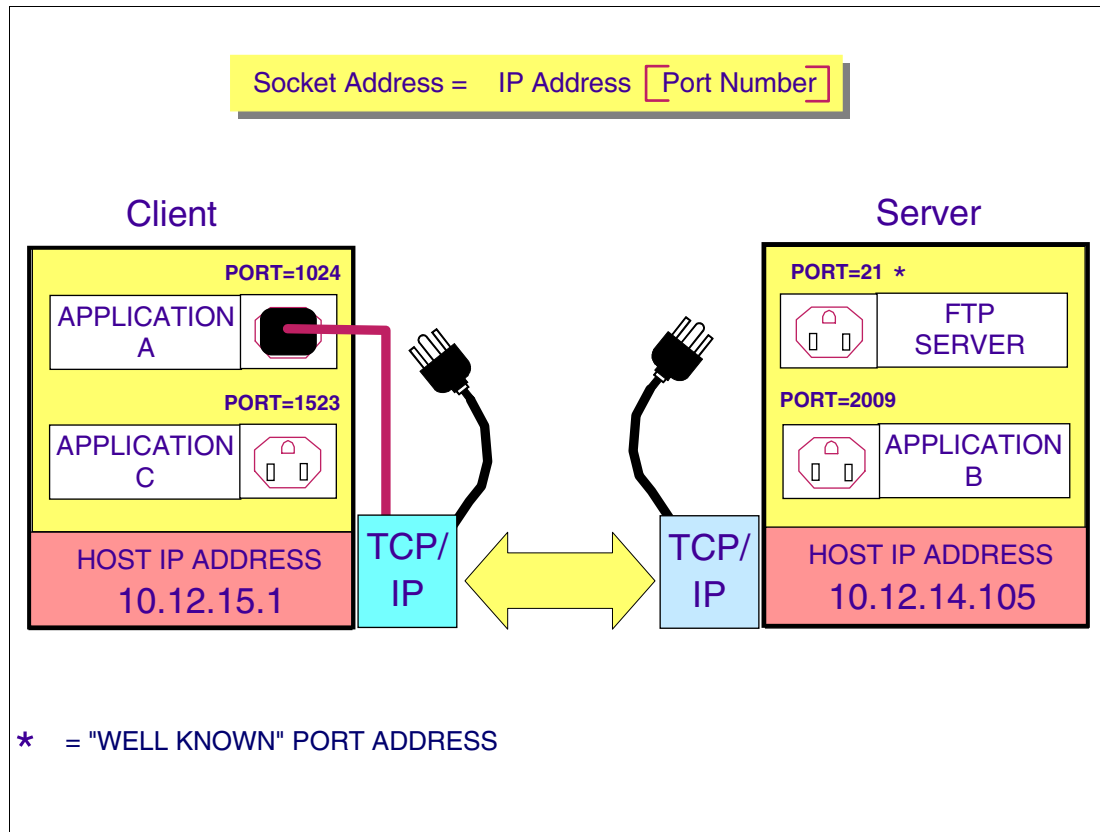 Socket Address = IP Address [Port Number]
Client
PORT=1024
APPLICATION
A
PORT=1523
APPLICATION
C
HOST IP ADDRESS
10.12.15.1
TCP/
IP
TCP/
IP
Server
PORT=21 *
FTP
SERVER
PORT=2009
APPLICATION
B
HOST IP ADDRESS
10.12.14.105
* = "WELL KNOWN" PORT ADDRESS